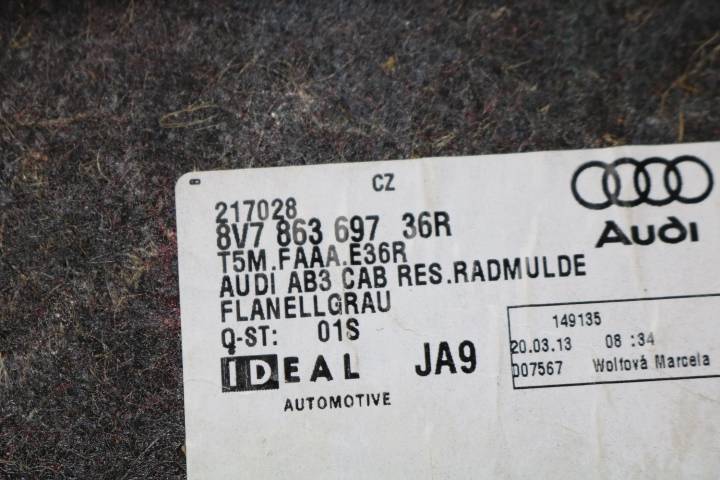 CZ
Audi
217028
8V7 863 697 36R
T5M.FAAA.E36R
AUDI AB3 CAB RES.RADMULDE
FLANELLGRAU
Q-ST: 01S
IDEAL JA9
AUTOMOTIVE
149135
20.03.13 08:34
007567 Wolfová Marcela